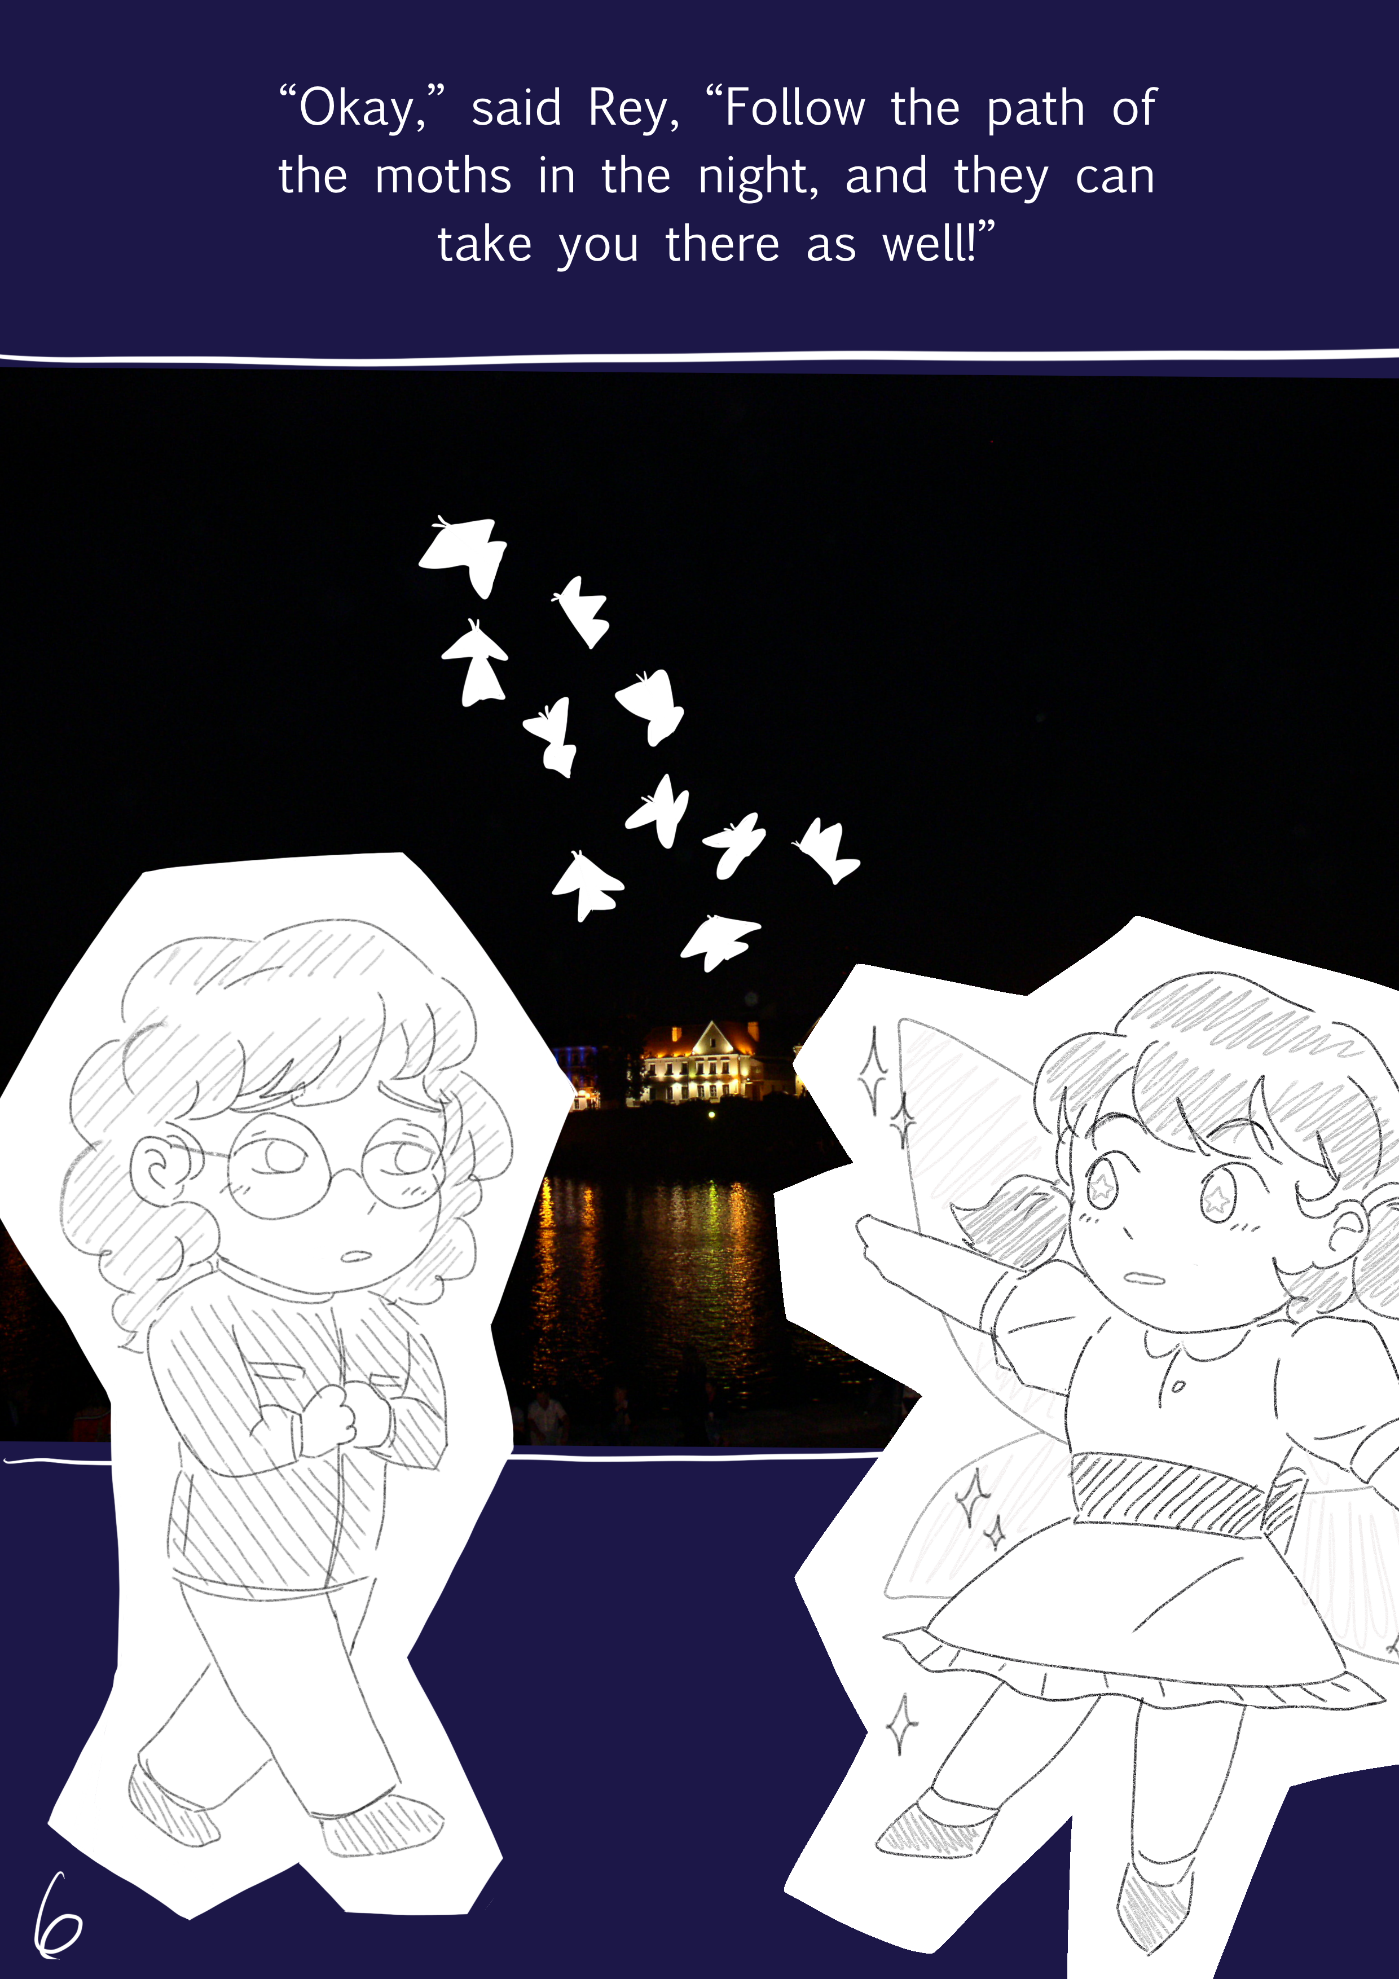 “Okay,” said Rey, “Follow the path of
the moths in the night, and they can
take you there as well!”
6